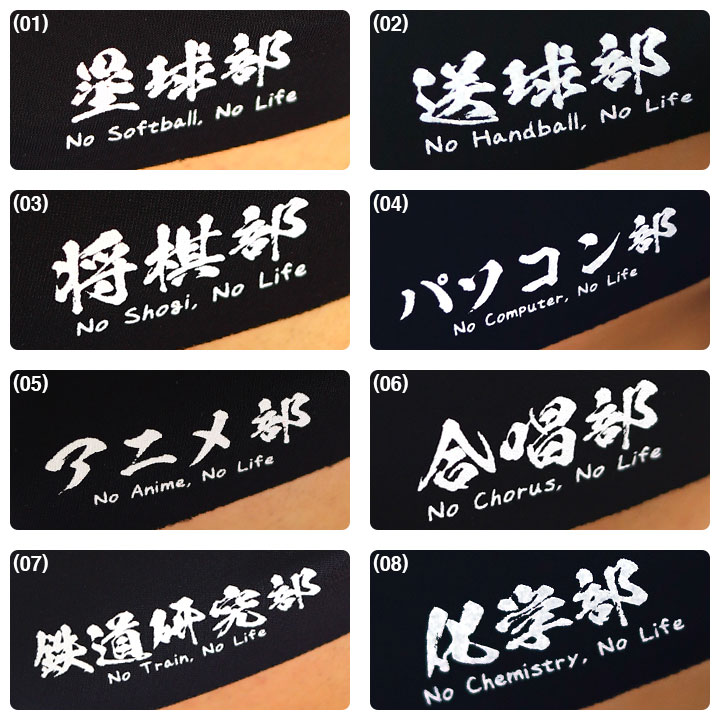 (01)
塁球部
No Softball, No Life
(02)
送球部
No Handball, No Life
(03)
将棋部
No Shogi, No Life
(04)
パソコン部
No Computer, No Life
(05)
アニメ部
No Anime, No Life
(06)
合唱部
No Chorus, No Life
(07)
鉄道研究部
No Train, No Life
(08)
化学部
No Chemistry, No Life